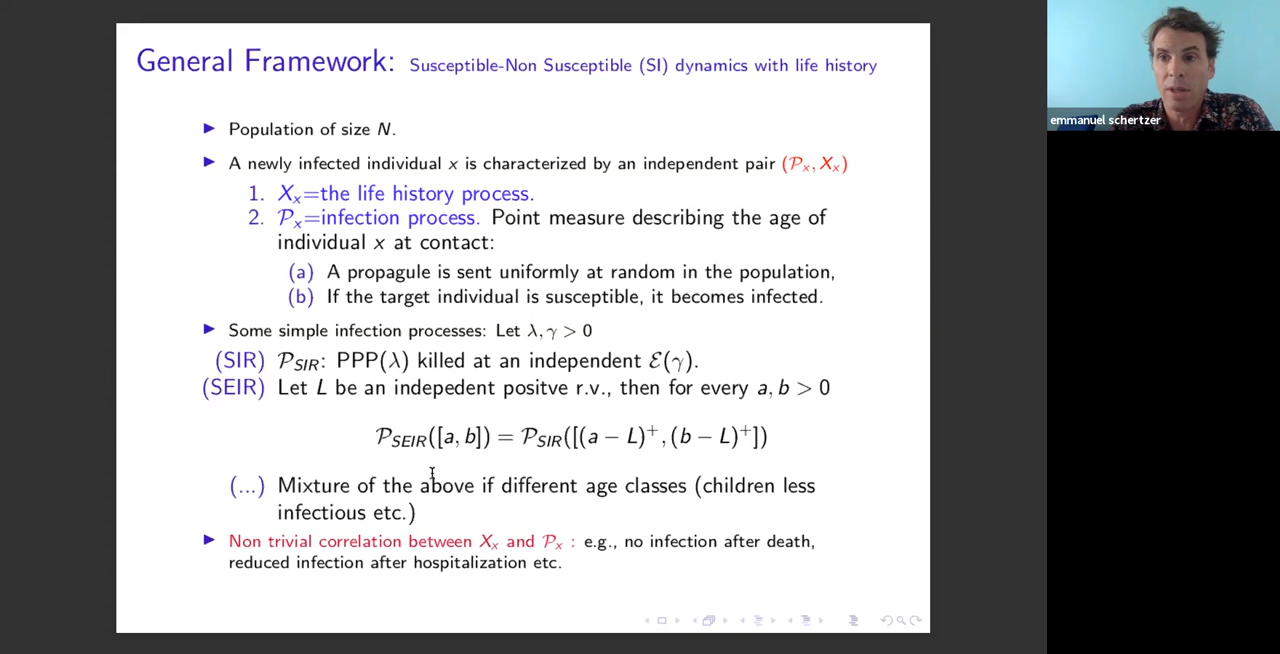 General Framework: Susceptible-Non Susceptible (SI) dynamics with life history
▶ Population of size N.
▶ A newly infected individual x is characterized by an independent pair (𝒫ₓ, Xₓ)
1. Xₓ=the life history process.
2. 𝒫ₓ=infection process. Point measure describing the age of
individual x at contact:
(a) A propagule is sent uniformly at random in the population,
(b) If the target individual is susceptible, it becomes infected.
▶ Some simple infection processes: Let λ, γ > 0
(SIR) 𝒫_SIR: PPP(λ) killed at an independent ℰ(γ).
(SEIR) Let L be an indepedent positve r.v., then for every a, b > 0
𝒫_SEIR([a, b]) = 𝒫_SIR([(a − L)⁺, (b − L)⁺])
(...) Mixture of the above if different age classes (children less
infectious etc.)
▶ Non trivial correlation between Xₓ and 𝒫ₓ : e.g., no infection after death,
reduced infection after hospitalization etc.
emmanuel schertzer